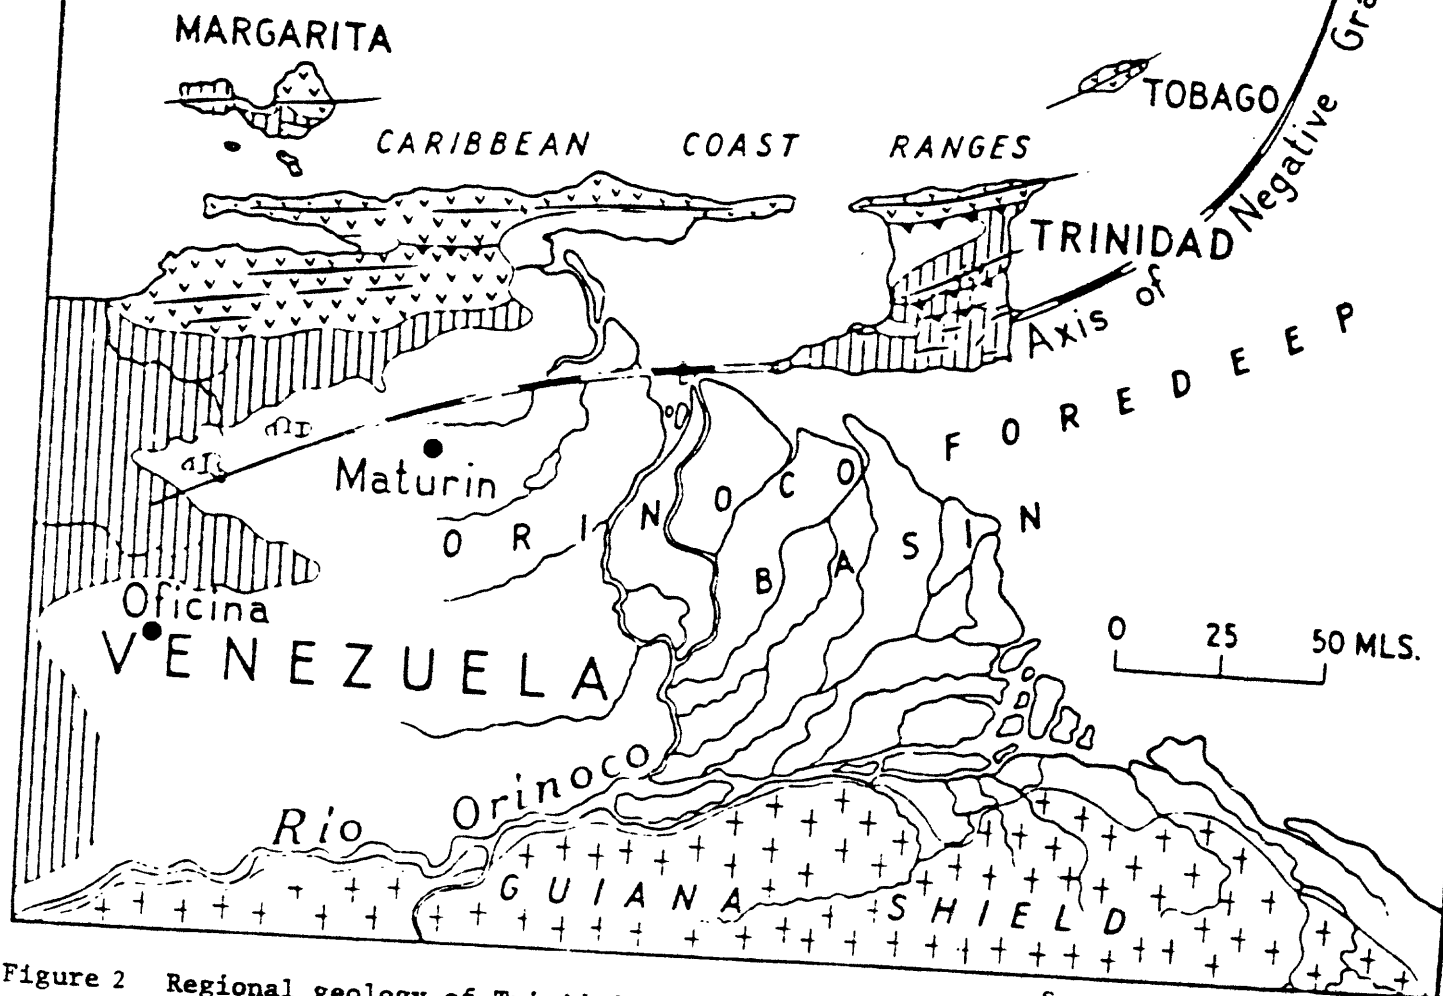 MARGARITA
TOBAGO
CARIBBEAN COAST RANGES
TRINIDAD
Axis of Negative
FOREDEEP
Maturin
ORINOCO
BASIN
Oficina
VENEZUELA
0 25 50 MLS.
Rio Orinoco
GUIANA SHIELD
Figure 2 Regional geology of